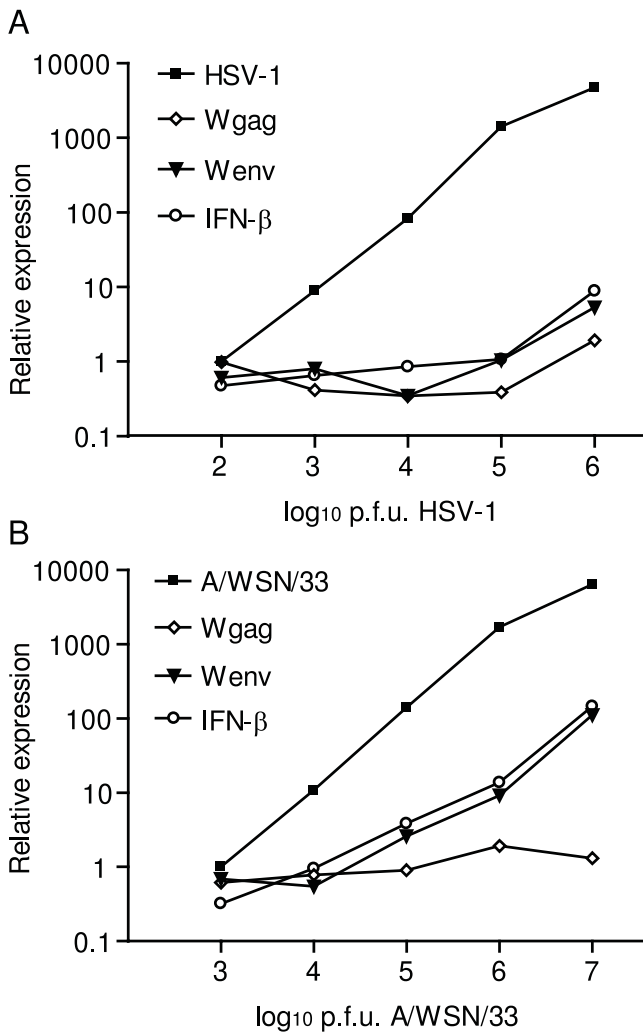 A
10000
1000
100
10
1
0.1
Relative expression
HSV-1
Wgag
Wenv
IFN-β
2 3 4 5 6
log10 p.f.u. HSV-1
B
10000
1000
100
10
1
0.1
Relative expression
A/WSN/33
Wgag
Wenv
IFN-β
3 4 5 6 7
log10 p.f.u. A/WSN/33